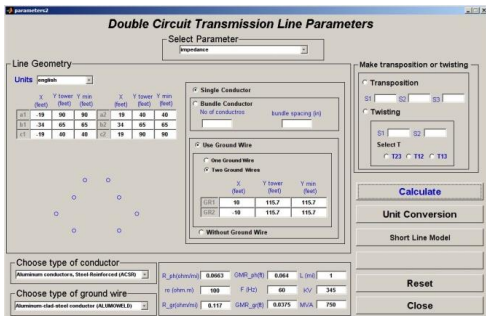 parameters2
Double Circuit Transmission Line Parameters
Select Parameter
impedance
Line Geometry
Units english
X Y tower Y min X Y tower Y min
(feet) (feet) (feet) (feet) (feet) (feet)
a1 -19 90 90 a2 19 40 40
b1 -34 65 65 b2 34 65 65
c1 -19 40 40 c2 19 90 90
Single Conductor
Bundle Conductor
No of conductros bundle spacing (in)
Use Ground Wire
One Ground Wire
Two Ground Wires
X Y tower Y min
(feet) (feet) (feet)
GR1 10 115.7 115.7
GR2 -10 115.7 115.7
Without Ground Wire
Make transposition or twisting
Transposition
S1 S2 S3
Twisting
S1 S2
Select T
T23 T12 T13
Calculate
Unit Conversion
Short Line Model
Reset
Close
Choose type of conductor
Aluminum conductors, Steel-Reinforced (ACSR)
Choose type of ground wire
Aluminum-clad-steel conductor (ALUMOWELD)
R_ph(ohm/mi) 0.0663 GMR_ph(ft) 0.064 L (mi) 1
re (ohm.m) 100 F (Hz) 60 KV 345
R_gr(ohm/mi) 0.117 GMR_gr(ft) 0.0375 MVA 750